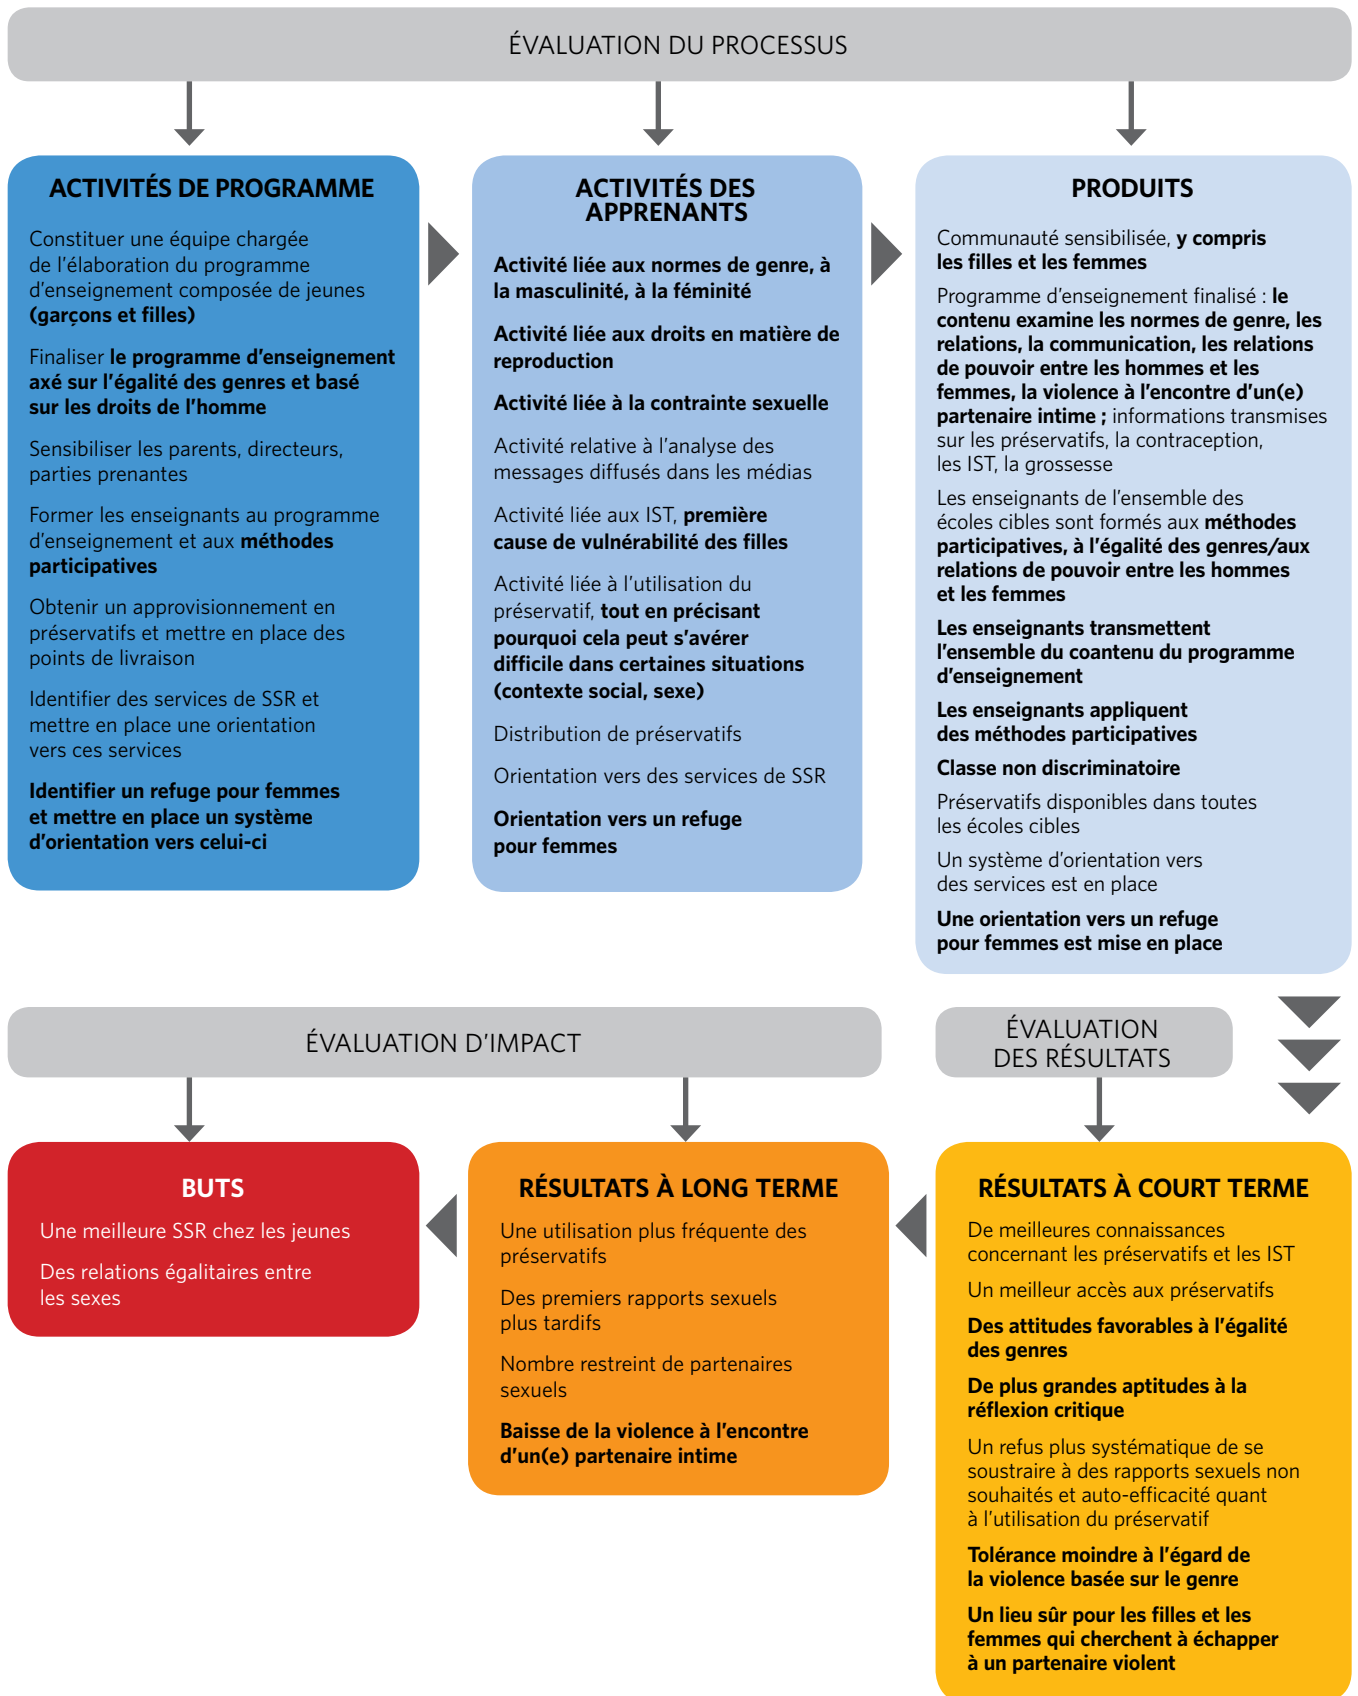 ÉVALUATION DU PROCESSUS
ACTIVITÉS DE PROGRAMME
Constituer une équipe chargée
de l’élaboration du programme
d’enseignement composée de jeunes
(garçons et filles)
Finaliser le programme d’enseignement
axé sur l’égalité des genres et basé
sur les droits de l’homme
Sensibiliser les parents, directeurs,
parties prenantes
Former les enseignants au programme
d’enseignement et aux méthodes
participatives
Obtenir un approvisionnement en
préservatifs et mettre en place des
points de livraison
Identifier des services de SSR et
mettre en place une orientation
vers ces services
Identifier un refuge pour femmes
et mettre en place un système
d’orientation vers celui-ci
ACTIVITÉS DES
APPRENANTS
Activité liée aux normes de genre, à
la masculinité, à la féminité
Activité liée aux droits en matière de
reproduction
Activité liée à la contrainte sexuelle
Activité relative à l’analyse des
messages diffusés dans les médias
Activité liée aux IST, première
cause de vulnérabilité des filles
Activité liée à l’utilisation du
préservatif, tout en précisant
pourquoi cela peut s’avérer
difficile dans certaines situations
(contexte social, sexe)
Distribution de préservatifs
Orientation vers des services de SSR
Orientation vers un refuge
pour femmes
PRODUITS
Communauté sensibilisée, y compris
les filles et les femmes
Programme d’enseignement finalisé : le
contenu examine les normes de genre, les
relations, la communication, les relations
de pouvoir entre les hommes et les
femmes, la violence à l’encontre d’un(e)
partenaire intime ; informations transmises
sur les préservatifs, la contraception,
les IST, la grossesse
Les enseignants de l’ensemble des
écoles cibles sont formés aux méthodes
participatives, à l’égalité des genres/aux
relations de pouvoir entre les hommes
et les femmes
Les enseignants transmettent
l’ensemble du coantenu du programme
d’enseignement
Les enseignants appliquent
des méthodes participatives
Classe non discriminatoire
Préservatifs disponibles dans toutes
les écoles cibles
Un système d’orientation vers
des services est en place
Une orientation vers un refuge
pour femmes est mise en place
ÉVALUATION D’IMPACT
ÉVALUATION
DES RÉSULTATS
BUTS
Une meilleure SSR chez les jeunes
Des relations égalitaires entre
les sexes
RÉSULTATS À LONG TERME
Une utilisation plus fréquente des
préservatifs
Des premiers rapports sexuels
plus tardifs
Nombre restreint de partenaires
sexuels
Baisse de la violence à l’encontre
d’un(e) partenaire intime
RÉSULTATS À COURT TERME
De meilleures connaissances
concernant les préservatifs et les IST
Un meilleur accès aux préservatifs
Des attitudes favorables à l’égalité
des genres
De plus grandes aptitudes à la
réflexion critique
Un refus plus systématique de se
soustraire à des rapports sexuels non
souhaités et auto-efficacité quant
à l’utilisation du préservatif
Tolérance moindre à l’égard de
la violence basée sur le genre
Un lieu sûr pour les filles et les
femmes qui cherchent à échapper
à un partenaire violent